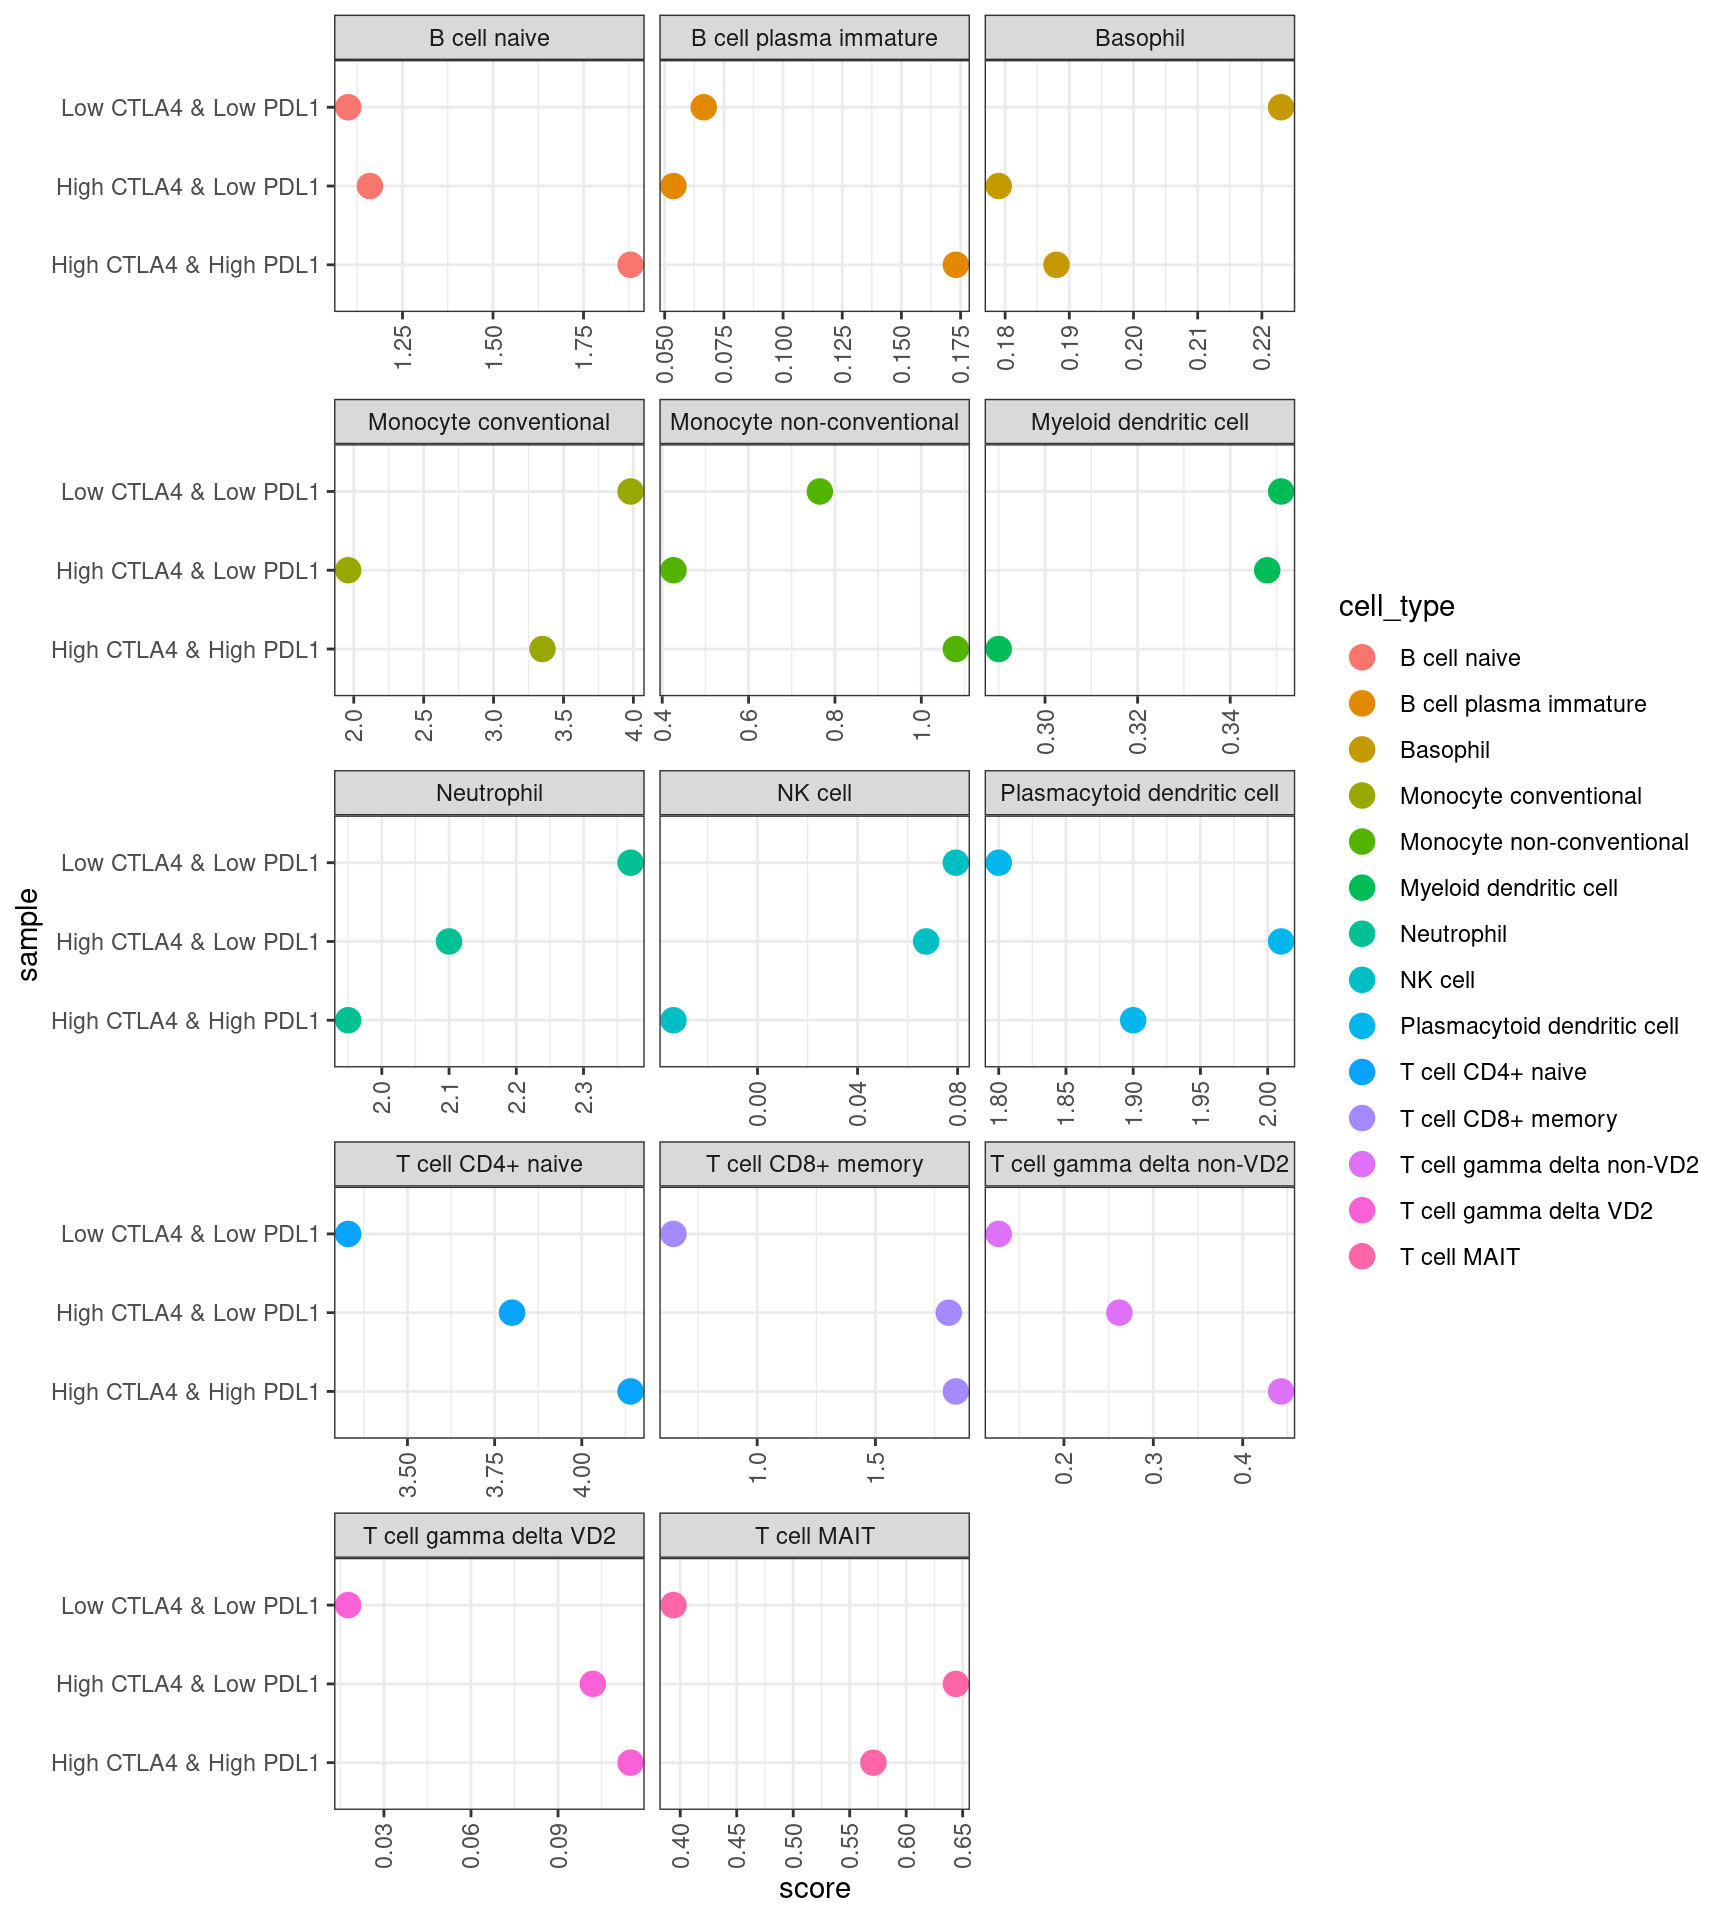 B cell naive
B cell plasma immature
Basophil
Low CTLA4 & Low PDL1
High CTLA4 & Low PDL1
High CTLA4 & High PDL1
1.25 1.50 1.75
0.050 0.075 0.100 0.125 0.150 0.175
0.18 0.19 0.20 0.21 0.22
Monocyte conventional
Monocyte non-conventional
Myeloid dendritic cell
Low CTLA4 & Low PDL1
High CTLA4 & Low PDL1
High CTLA4 & High PDL1
2.0 2.5 3.0 3.5 4.0
0.4 0.6 0.8 1.0
0.30 0.32 0.34
Neutrophil
NK cell
Plasmacytoid dendritic cell
Low CTLA4 & Low PDL1
High CTLA4 & Low PDL1
High CTLA4 & High PDL1
2.0 2.1 2.2 2.3
0.00 0.04 0.08
1.80 1.85 1.90 1.95 2.00
T cell CD4+ naive
T cell CD8+ memory
T cell gamma delta non-VD2
Low CTLA4 & Low PDL1
High CTLA4 & Low PDL1
High CTLA4 & High PDL1
3.50 3.75 4.00
1.0 1.5
0.2 0.3 0.4
T cell gamma delta VD2
T cell MAIT
Low CTLA4 & Low PDL1
High CTLA4 & Low PDL1
High CTLA4 & High PDL1
0.03 0.06 0.09
0.40 0.45 0.50 0.55 0.60 0.65
score
sample
cell_type
B cell naive
B cell plasma immature
Basophil
Monocyte conventional
Monocyte non-conventional
Myeloid dendritic cell
Neutrophil
NK cell
Plasmacytoid dendritic cell
T cell CD4+ naive
T cell CD8+ memory
T cell gamma delta non-VD2
T cell gamma delta VD2
T cell MAIT